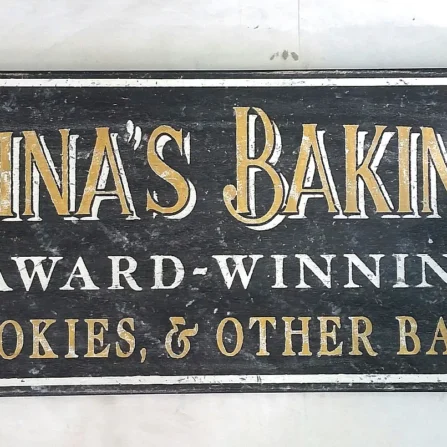 INA'S BAKIN
AWARD-WINNIN
OKIES, & OTHER BA